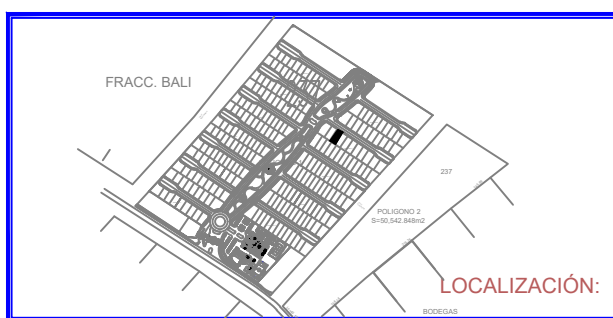 FRACC. BALI
237
POLIGONO 2
S=50,542.848m2
LOCALIZACIÓN:
BODEGAS